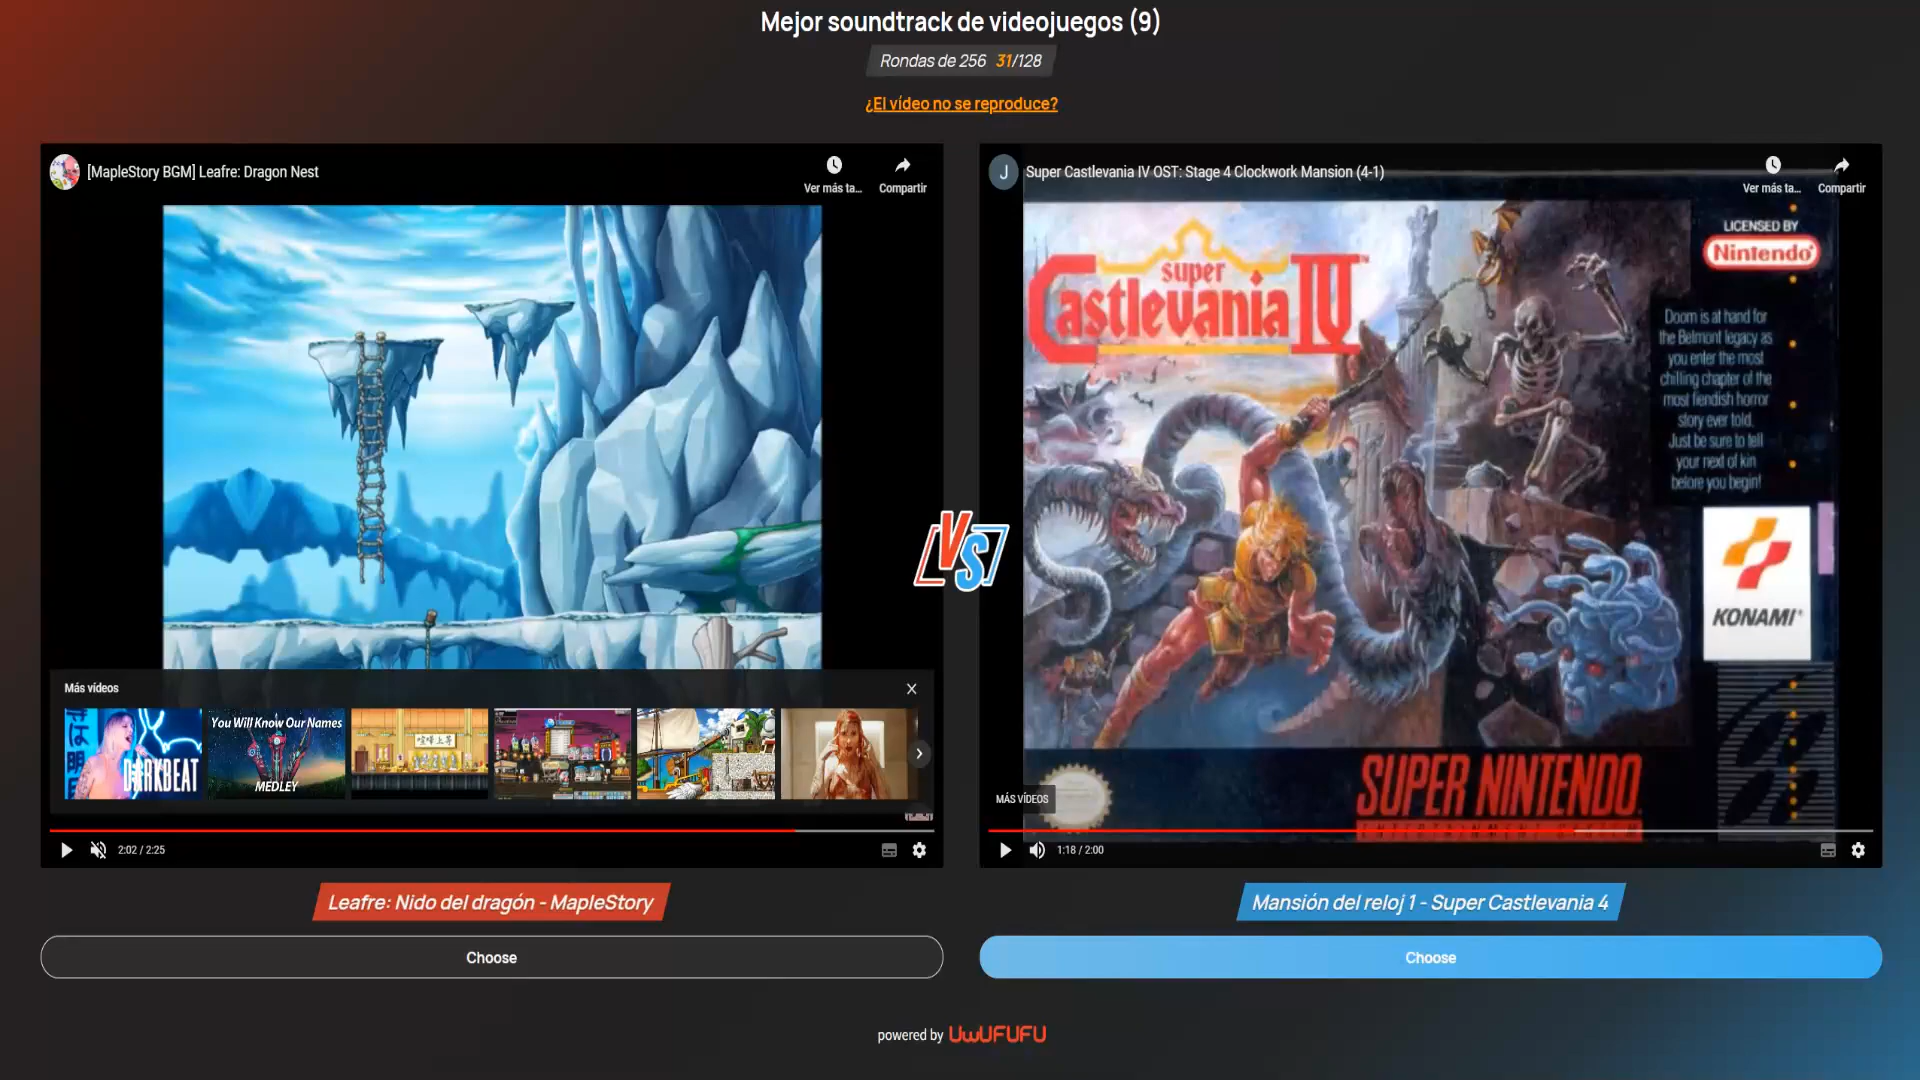 Mejor soundtrack de videojuegos (9)
Rondas de 256 31/128
¿El vídeo no se reproduce?
[MapleStory BGM] Leafre: Dragon Nest
Ver más ta...
Compartir
Super Castlevania IV OST: Stage 4 Clockwork Mansion (4-1)
Ver más ta...
Compartir
LICENSED BY
Nintendo
super
Castlevania IV
Doom is at hand for
the Belmont legacy as
you enter the most
chilling chapter of the
most fiendish horror
story ever told.
Just be sure to tell
your next of kin
before you begin!
VS
KONAMI
Más vídeos
DARKBEAT
You Will Know Our Names
MEDLEY
SUPER NINTENDO
ENTERTAINMENT
MÁS VÍDEOS
2:02 / 2:25
1:18 / 2:00
Leafre: Nido del dragón - MapleStory
Mansión del reloj 1 - Super Castlevania 4
Choose
Choose
powered by UwUFUFU